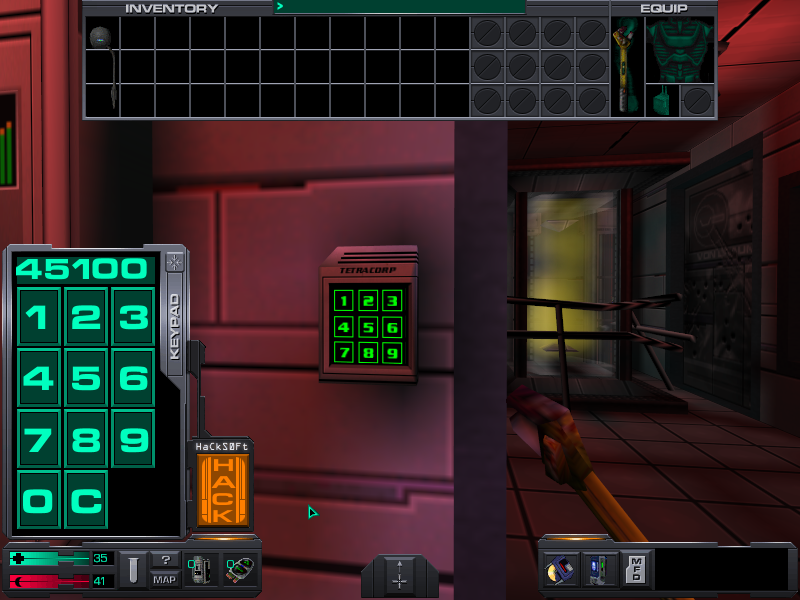 INVENTORY
>
EQUIP
45100
1 2 3
4 5 6
7 8 9
0 C
KEYPAD
TETRACORP
1 2 3
4 5 6
7 8 9
HaCkS0Ft
HACK
35
41
?
MAP
MFD